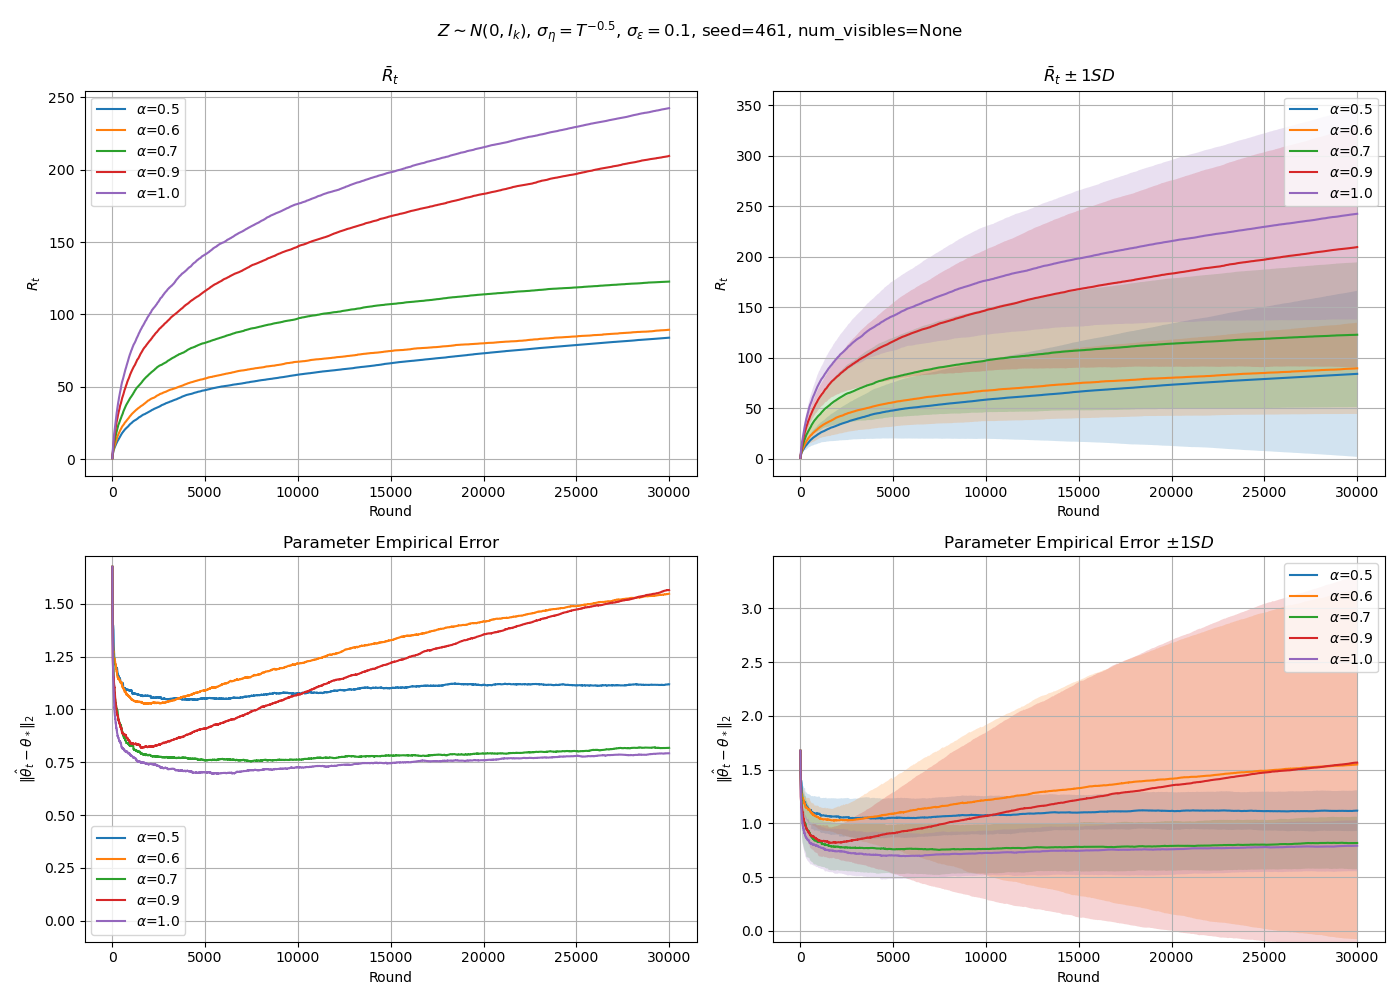 Z ∼ N(0, I_k), σ_η = T^{−0.5}, σ_ε = 0.1, seed=461, num_visibles=None
R̄_t
250
200
150
100
50
0
R_t
α=0.5
α=0.6
α=0.7
α=0.9
α=1.0
0 5000 10000 15000 20000 25000 30000
Round
R̄_t ± 1SD
350
300
250
200
150
100
50
0
R_t
α=0.5
α=0.6
α=0.7
α=0.9
α=1.0
0 5000 10000 15000 20000 25000 30000
Round
Parameter Empirical Error
1.50
1.25
1.00
0.75
0.50
0.25
0.00
‖θ̂_t − θ_*‖_2
α=0.5
α=0.6
α=0.7
α=0.9
α=1.0
0 5000 10000 15000 20000 25000 30000
Round
Parameter Empirical Error ±1SD
3.0
2.5
2.0
1.5
1.0
0.5
0.0
‖θ̂_t − θ_*‖_2
α=0.5
α=0.6
α=0.7
α=0.9
α=1.0
0 5000 10000 15000 20000 25000 30000
Round